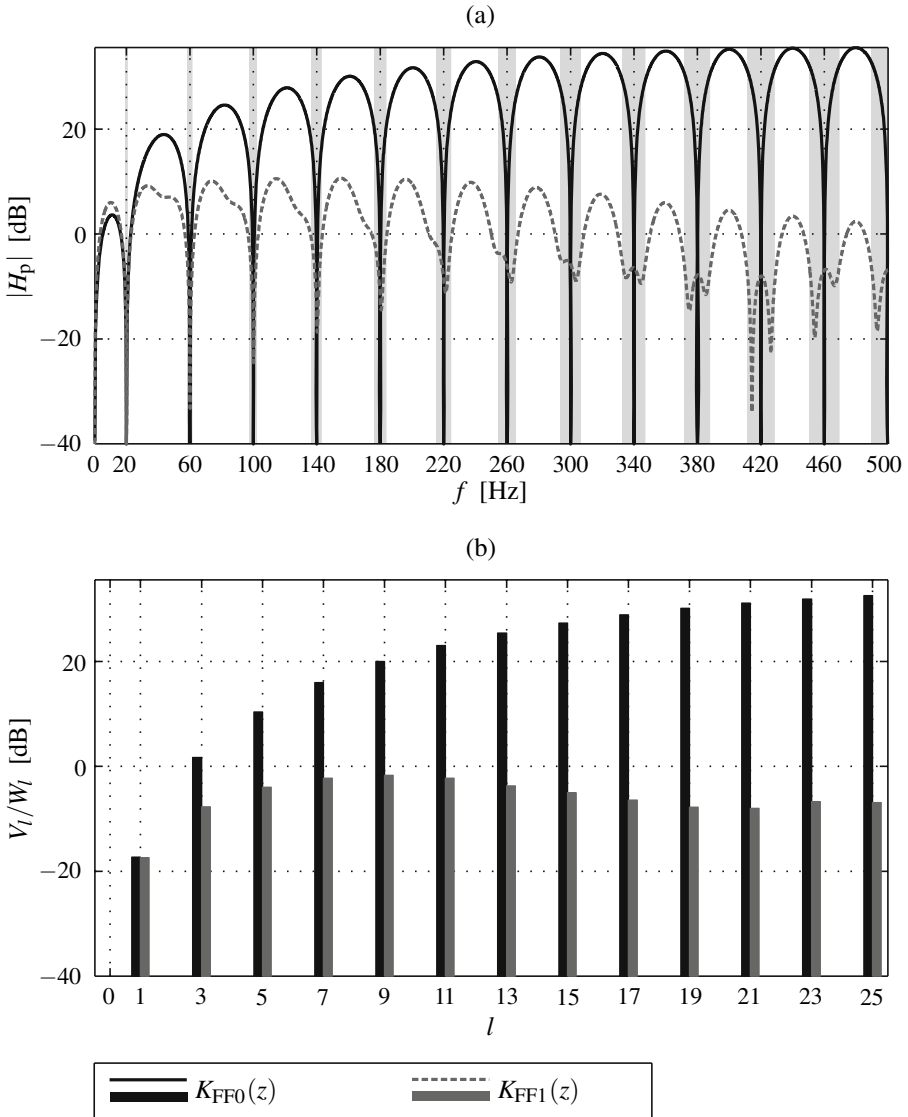 (a)
20
0
−20
−40
|Hp| [dB]
0 20 60 100 140 180 220 260 300 340 380 420 460 500
f [Hz]
(b)
20
0
−20
−40
Vl/Wl [dB]
0 1 3 5 7 9 11 13 15 17 19 21 23 25
l
KFF0(z) KFF1(z)